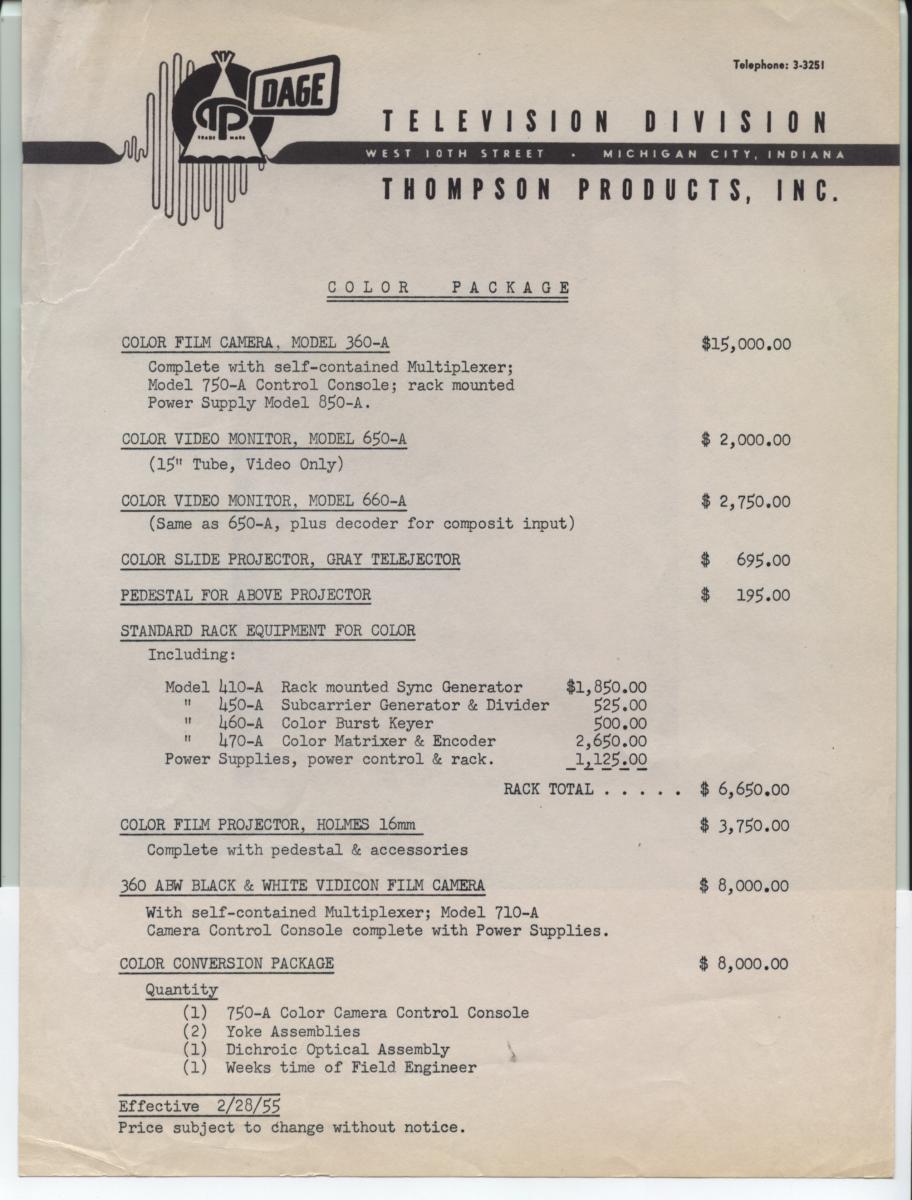 Telephone: 3-3251
DAGE
TP
TRADE MARK
TELEVISION DIVISION
WEST 10TH STREET · MICHIGAN CITY, INDIANA
THOMPSON PRODUCTS, INC.
COLOR PACKAGE
COLOR FILM CAMERA, MODEL 360-A $15,000.00
Complete with self-contained Multiplexer;
Model 750-A Control Console; rack mounted
Power Supply Model 850-A.
COLOR VIDEO MONITOR, MODEL 650-A $ 2,000.00
(15" Tube, Video Only)
COLOR VIDEO MONITOR, MODEL 660-A $ 2,750.00
(Same as 650-A, plus decoder for composit input)
COLOR SLIDE PROJECTOR, GRAY TELEJECTOR $ 695.00
PEDESTAL FOR ABOVE PROJECTOR $ 195.00
STANDARD RACK EQUIPMENT FOR COLOR
Including:
Model 410-A Rack mounted Sync Generator $1,850.00
" 450-A Subcarrier Generator & Divider 525.00
" 460-A Color Burst Keyer 500.00
" 470-A Color Matrixer & Encoder 2,650.00
Power Supplies, power control & rack. 1,125.00
RACK TOTAL . . . . . $ 6,650.00
COLOR FILM PROJECTOR, HOLMES 16mm $ 3,750.00
Complete with pedestal & accessories
360 ABW BLACK & WHITE VIDICON FILM CAMERA $ 8,000.00
With self-contained Multiplexer; Model 710-A
Camera Control Console complete with Power Supplies.
COLOR CONVERSION PACKAGE $ 8,000.00
Quantity
(1) 750-A Color Camera Control Console
(2) Yoke Assemblies
(1) Dichroic Optical Assembly
(1) Weeks time of Field Engineer
Effective 2/28/55
Price subject to change without notice.